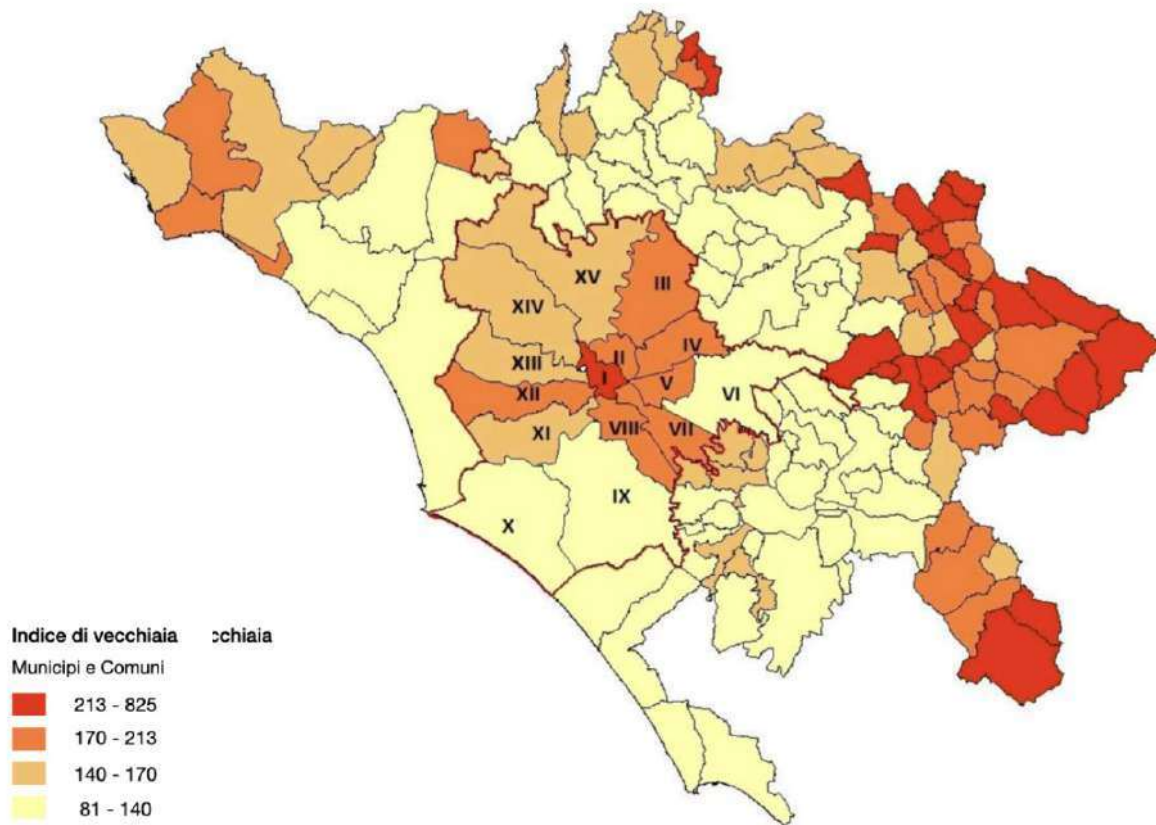 XV
III
XIV
II
IV
XIII
I
V
VI
XII
XI
VIII
VII
IX
X
Indice di vecchiaia cchiaia
Municipi e Comuni
213 - 825
170 - 213
140 - 170
81 - 140